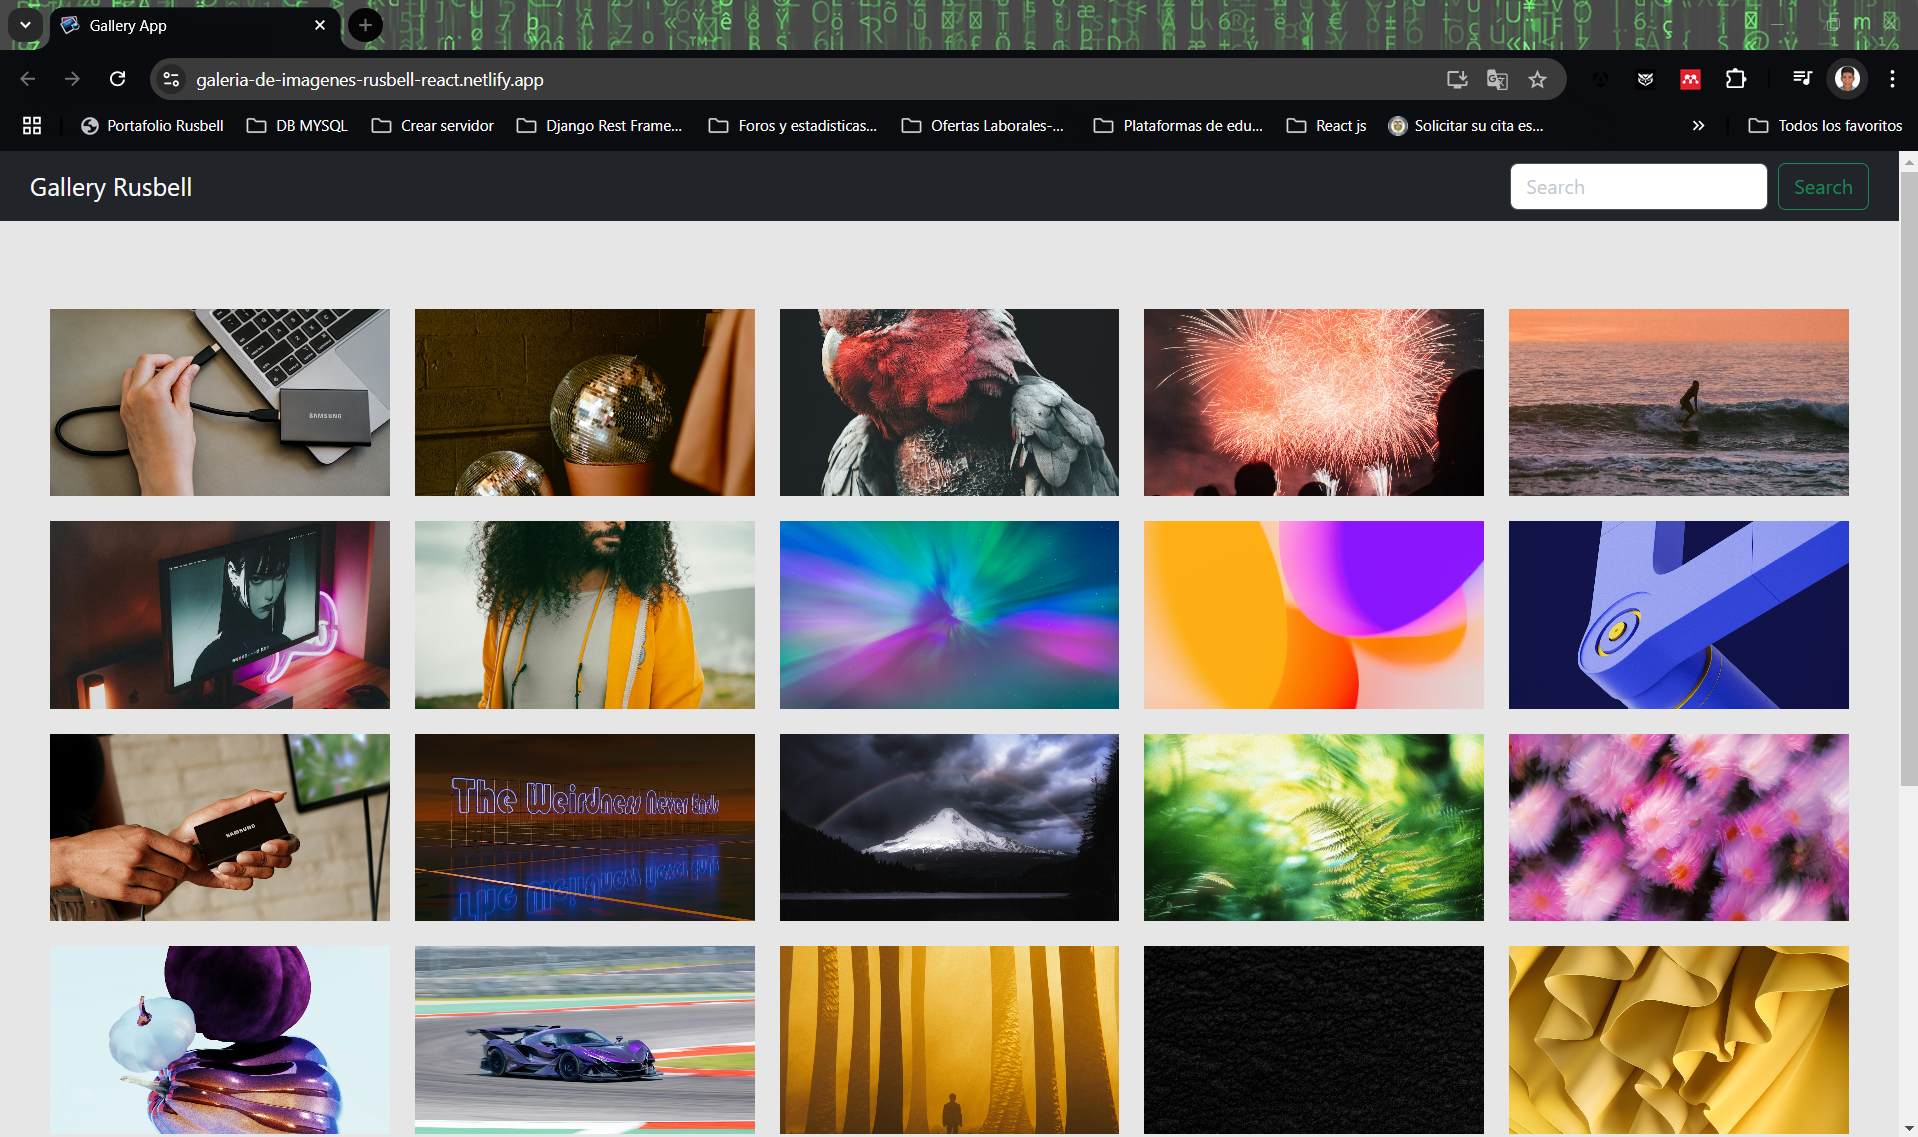 Gallery App
galeria-de-imagenes-rusbell-react.netlify.app
Portafolio Rusbell DB MYSQL Crear servidor Django Rest Frame... Foros y estadisticas... Ofertas Laborales-... Plataformas de edu... React js Solicitar su cita es... Todos los favoritos
Gallery Rusbell Search Search
SAMSUNG
SAMSUNG
The Weirdness Never Ends